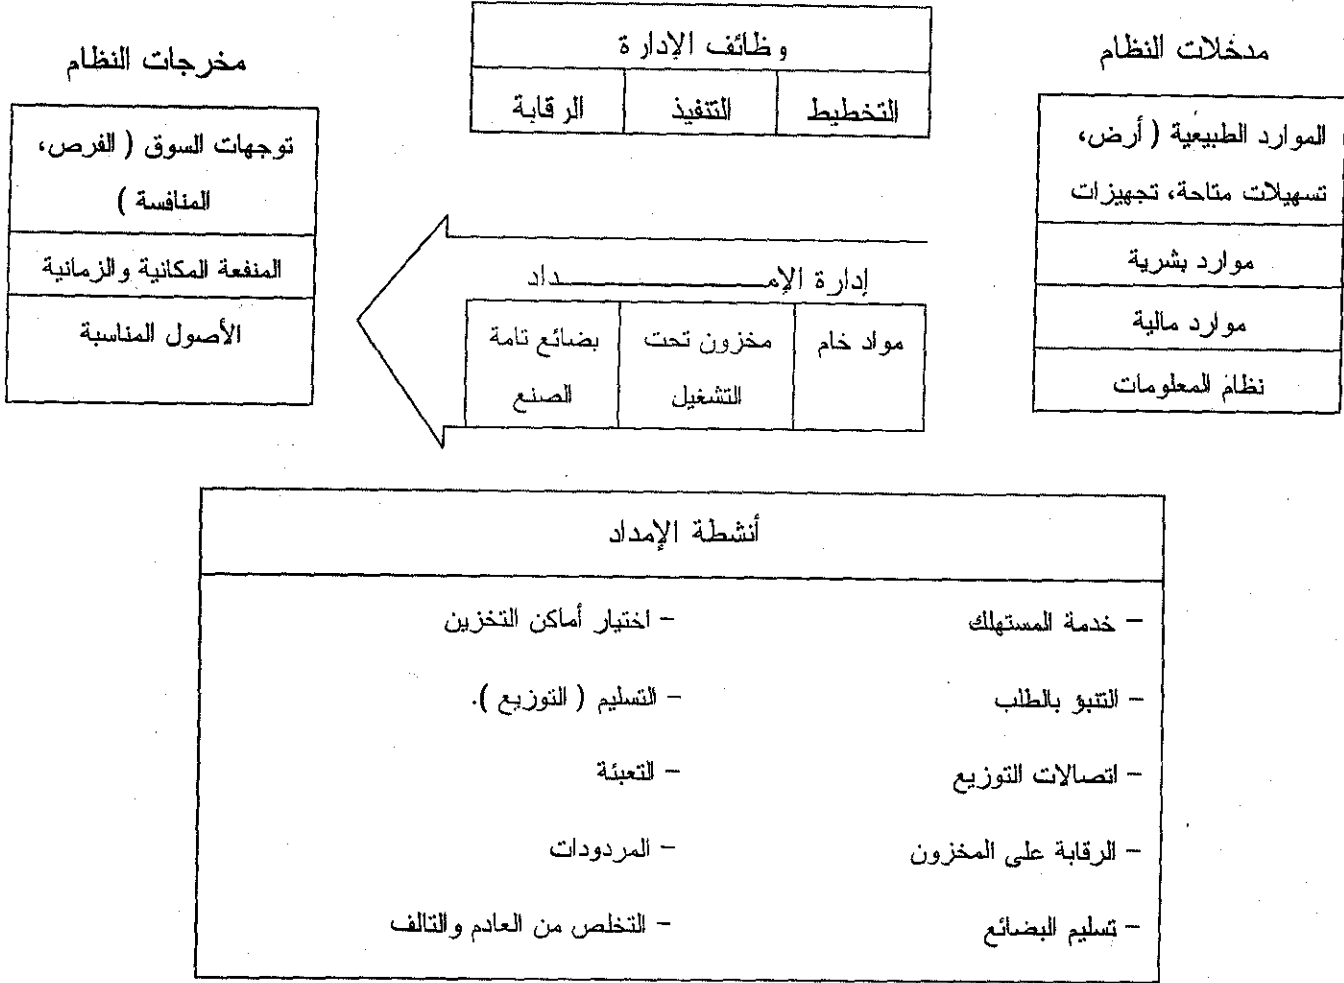 مدخلات النظام
الموارد الطبيعية ( أرض،
تسهيلات متاحة، تجهيزات
موارد بشرية
موارد مالية
نظام المعلومات
وظائف الإدارة
التخطيط
التنفيذ
الرقابة
إدارة الإمـــــــــــداد
مواد خام
مخزون تحت
التشغيل
بضائع تامة
الصنع
مخرجات النظام
توجهات السوق ( الفرص،
المنافسة )
المنفعة المكانية والزمانية
الأصول المناسبة
أنشطة الإمداد
- خدمة المستهلك
- التنبؤ بالطلب
- اتصالات التوزيع
- الرقابة على المخزون
- تسليم البضائع
- اختيار أماكن التخزين
- التسليم ( التوزيع ).
- التعبئة
- المردودات
- التخلص من العادم والتالف